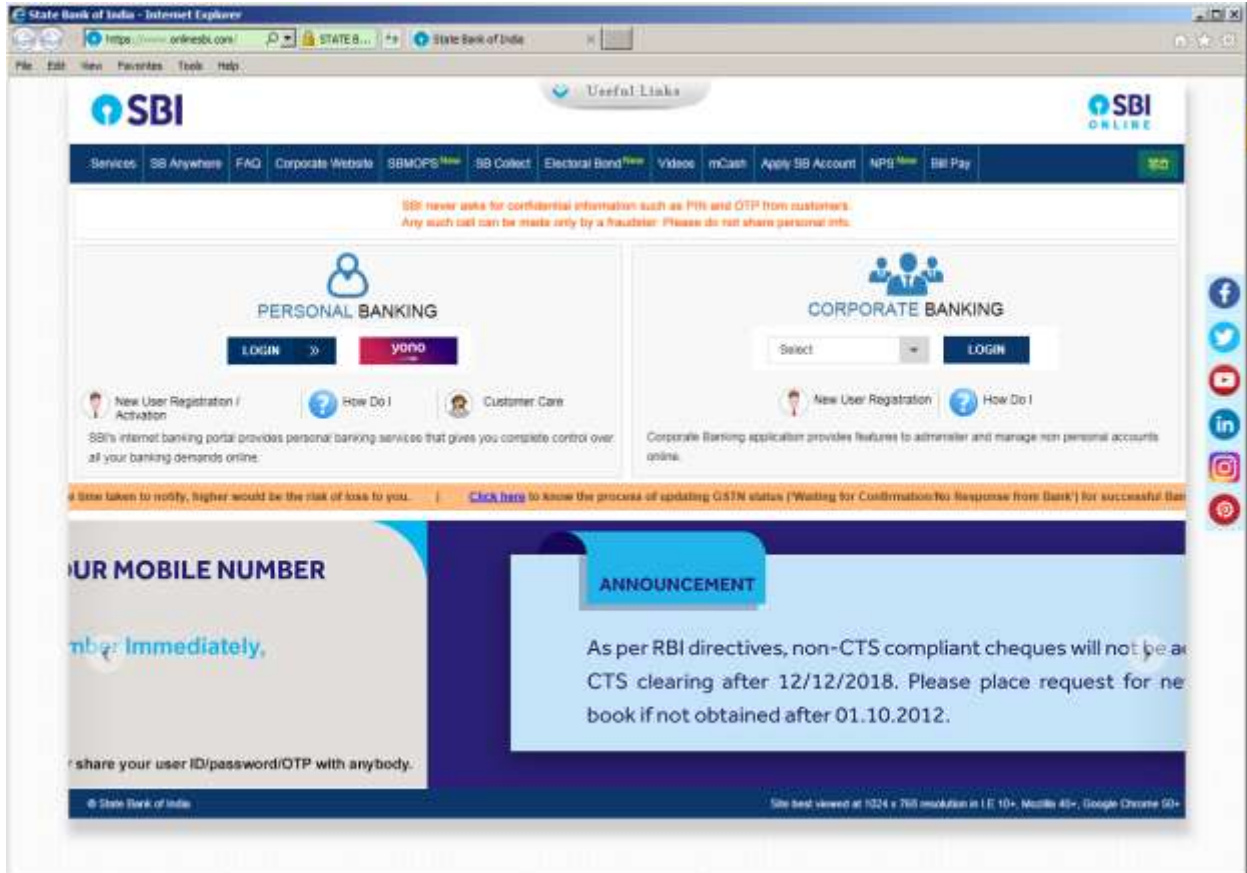 State Bank of India - Internet Explorer
https://www.onlinesbi.com/
STATE B...
State Bank of India
File Edit View Favorites Tools Help
Useful Links
SBI
SBI
ONLINE
Services SB Anywhere FAQ Corporate Website SBMOPS New SB Collect Electoral Bond New Videos mCash Apply SB Account NPS New Bill Pay हिंदी
SBI never asks for confidential information such as PIN and OTP from customers.
Any such call can be made only by a fraudster. Please do not share personal info.
PERSONAL BANKING
LOGIN »
yono
New User Registration /
Activation
How Do I
Customer Care
SBI's internet banking portal provides personal banking services that gives you complete control over
all your banking demands online.
CORPORATE BANKING
Select
LOGIN
New User Registration
How Do I
Corporate Banking application provides features to administer and manage non personal accounts
online.
e time taken to notify, higher would be the risk of loss to you. | Click here to know the process of updating GSTN status ('Waiting for Confirmation/No Response from Bank') for successful Ban
OUR MOBILE NUMBER
mber Immediately,
r share your user ID/password/OTP with anybody.
ANNOUNCEMENT
As per RBI directives, non-CTS compliant cheques will not be ac
CTS clearing after 12/12/2018. Please place request for ne
book if not obtained after 01.10.2012.
© State Bank of India
Site best viewed at 1024 x 768 resolution in I.E 10+, Mozilla 45+, Google Chrome 50+